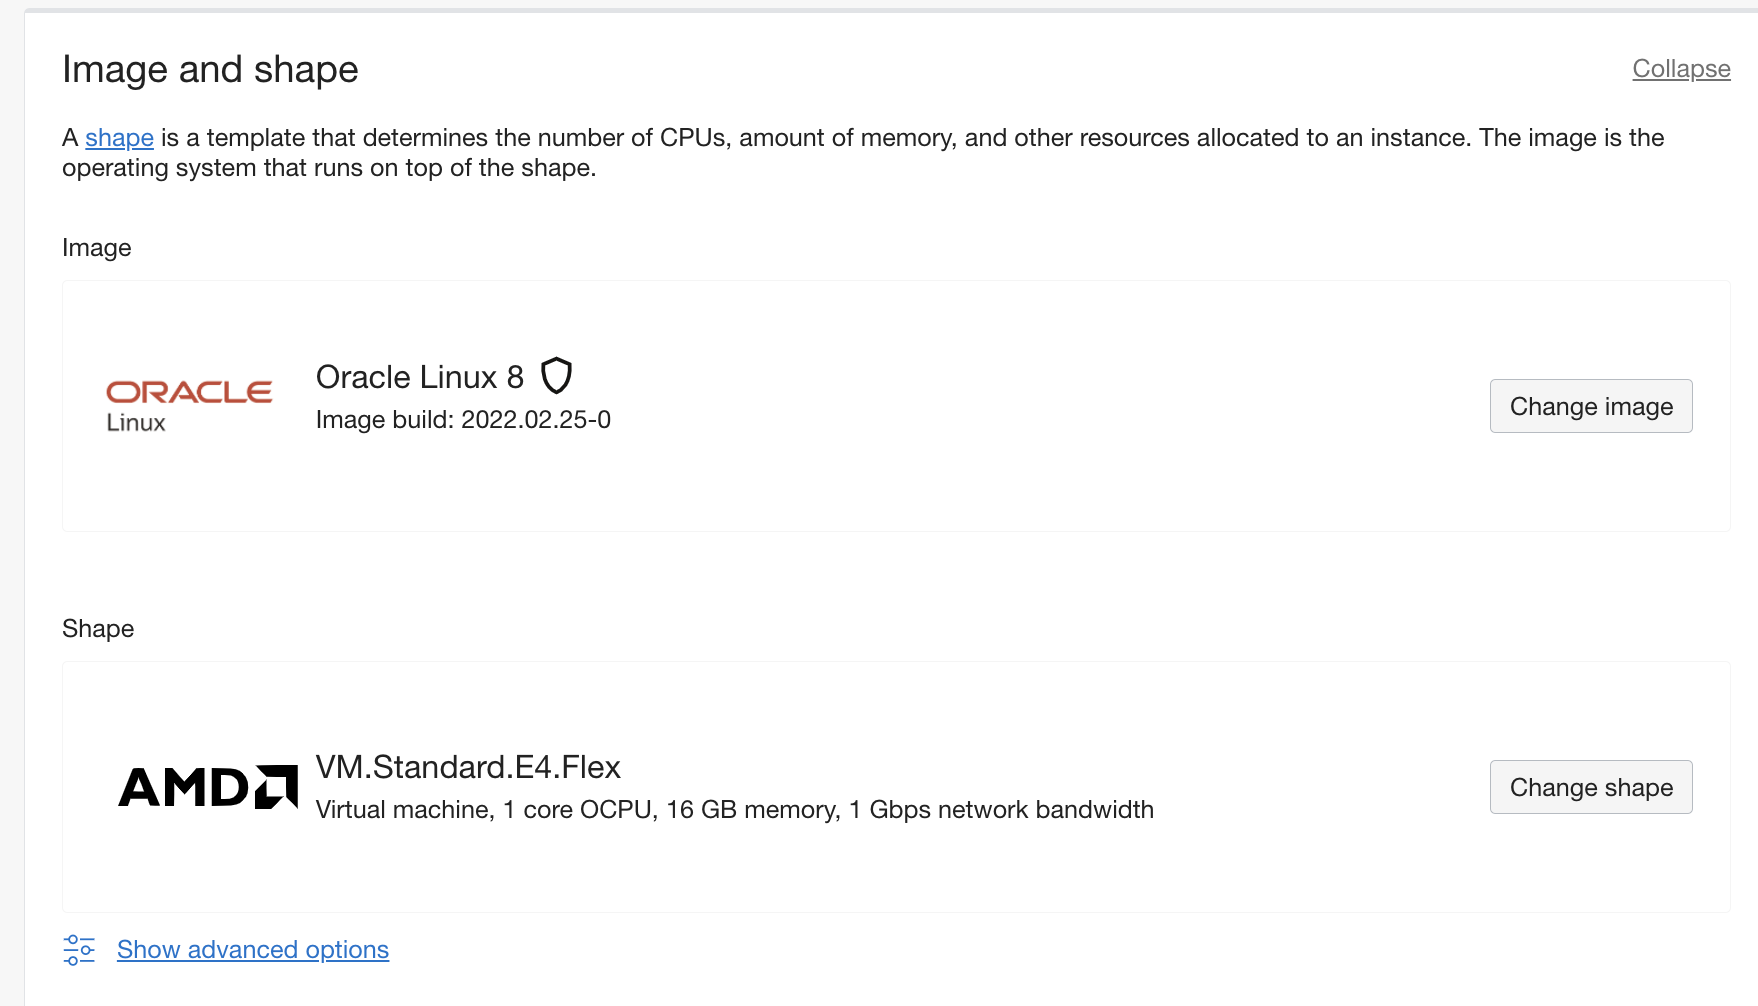 Image and shape
Collapse
A shape is a template that determines the number of CPUs, amount of memory, and other resources allocated to an instance. The image is the
operating system that runs on top of the shape.
Image
ORACLE
Linux
Oracle Linux 8
Image build: 2022.02.25-0
Change image
Shape
AMD
VM.Standard.E4.Flex
Virtual machine, 1 core OCPU, 16 GB memory, 1 Gbps network bandwidth
Change shape
Show advanced options